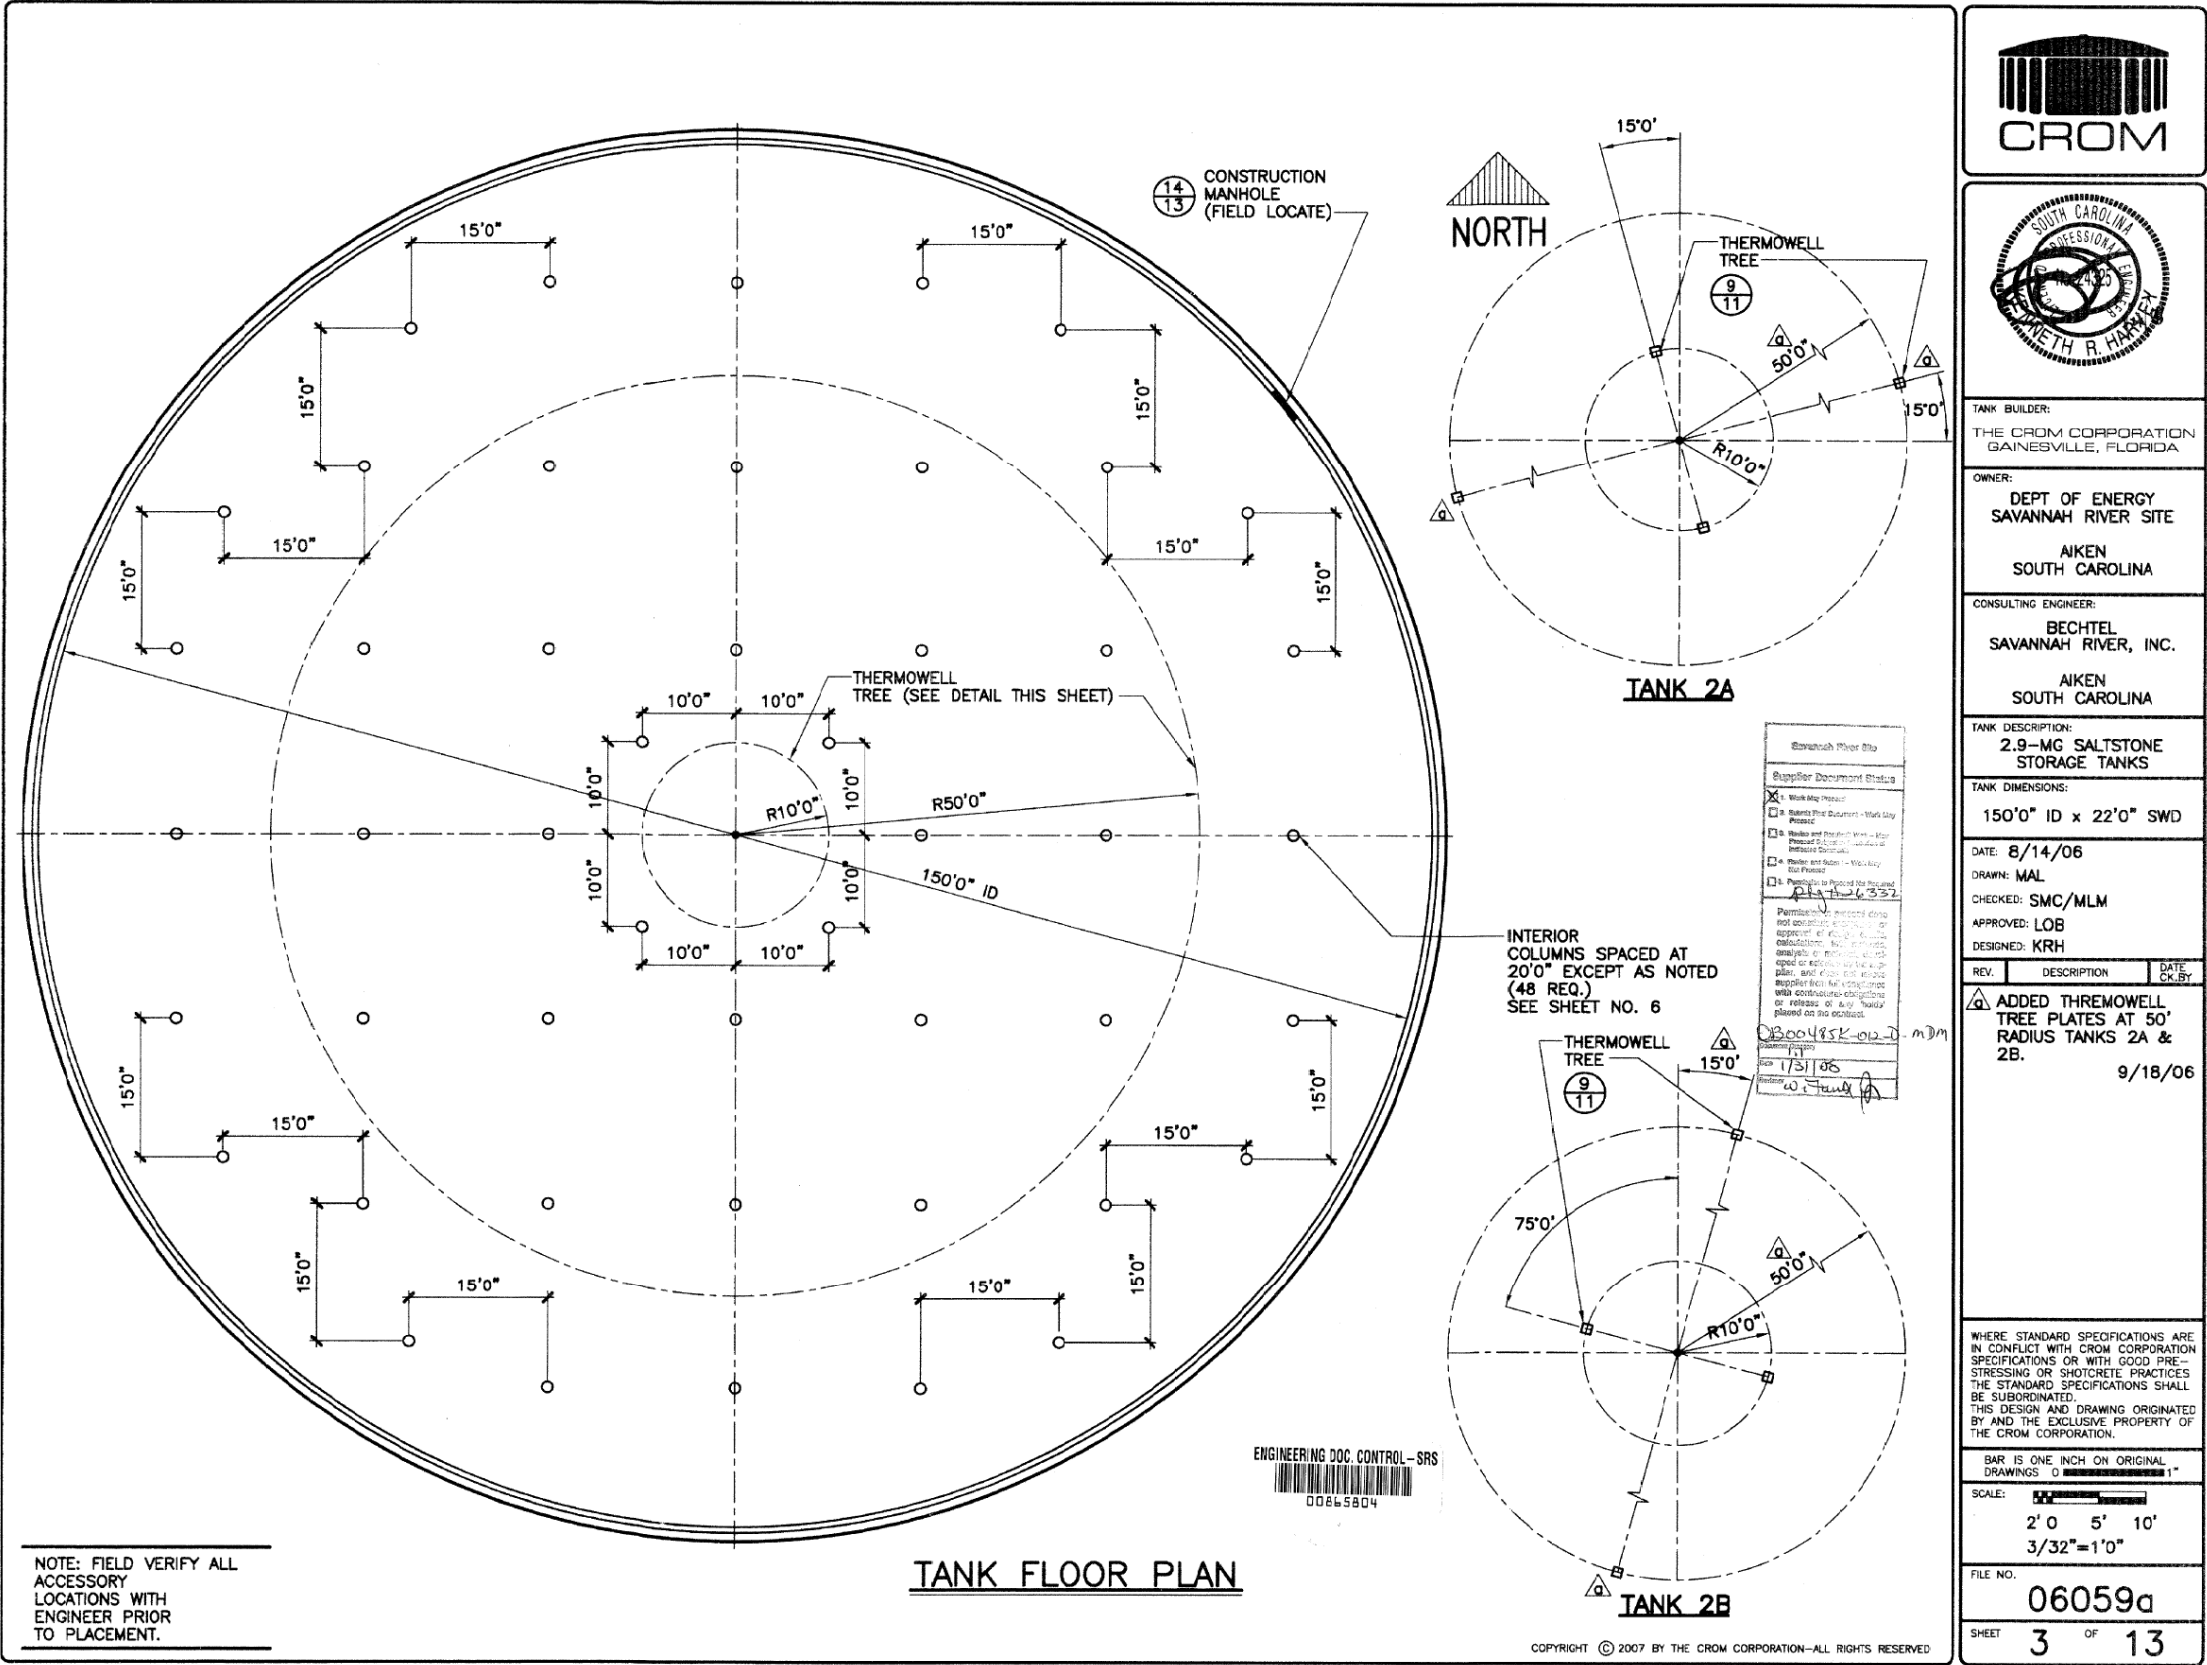 15'0"
15'0"
15'0"
15'0"
15'0"
15'0"
15'0"
15'0"
10'0" 10'0"
10'0"
10'0"
10'0"
10'0"
10'0" 10'0"
R10'0"
R50'0"
150'0" ID
THERMOWELL
TREE (SEE DETAIL THIS SHEET)
15'0"
15'0"
15'0"
15'0"
15'0"
15'0"
15'0"
15'0"
14
13
CONSTRUCTION
MANHOLE
(FIELD LOCATE)
INTERIOR
COLUMNS SPACED AT
20'0" EXCEPT AS NOTED
(48 REQ.)
SEE SHEET NO. 6
TANK FLOOR PLAN
NOTE: FIELD VERIFY ALL
ACCESSORY
LOCATIONS WITH
ENGINEER PRIOR
TO PLACEMENT.
ENGINEERING DOC. CONTROL-SRS
00865804
NORTH
15°0'
THERMOWELL
TREE
9
11
a
50'0"
a
15°0'
R10'0"
a
TANK 2A
Savannah River Site
Supplier Document Status
1. Work May Proceed
THERMOWELL
TREE
9
11
a
15°0'
75°0'
a
50'0"
R10'0"
a
TANK 2B
COPYRIGHT © 2007 BY THE CROM CORPORATION-ALL RIGHTS RESERVED
CROM
SOUTH CAROLINA
PROFESSIONAL ENGINEER
No. 24325
KENNETH R. HARVEY
TANK BUILDER:
THE CROM CORPORATION
GAINESVILLE, FLORIDA
OWNER:
DEPT OF ENERGY
SAVANNAH RIVER SITE
AIKEN
SOUTH CAROLINA
CONSULTING ENGINEER:
BECHTEL
SAVANNAH RIVER, INC.
AIKEN
SOUTH CAROLINA
TANK DESCRIPTION:
2.9-MG SALTSTONE
STORAGE TANKS
TANK DIMENSIONS:
150'0" ID x 22'0" SWD
DATE: 8/14/06
DRAWN: MAL
CHECKED: SMC/MLM
APPROVED: LOB
DESIGNED: KRH
REV. DESCRIPTION DATE CK.BY
a ADDED THREMOWELL
TREE PLATES AT 50'
RADIUS TANKS 2A &
2B.
9/18/06
WHERE STANDARD SPECIFICATIONS ARE
IN CONFLICT WITH CROM CORPORATION
SPECIFICATIONS OR WITH GOOD PRE-
STRESSING OR SHOTCRETE PRACTICES
THE STANDARD SPECIFICATIONS SHALL
BE SUBORDINATED.
THIS DESIGN AND DRAWING ORIGINATED
BY AND THE EXCLUSIVE PROPERTY OF
THE CROM CORPORATION.
BAR IS ONE INCH ON ORIGINAL
DRAWINGS 0 1"
SCALE:
2' 0 5' 10'
3/32"=1'0"
FILE NO.
06059a
SHEET 3 OF 13